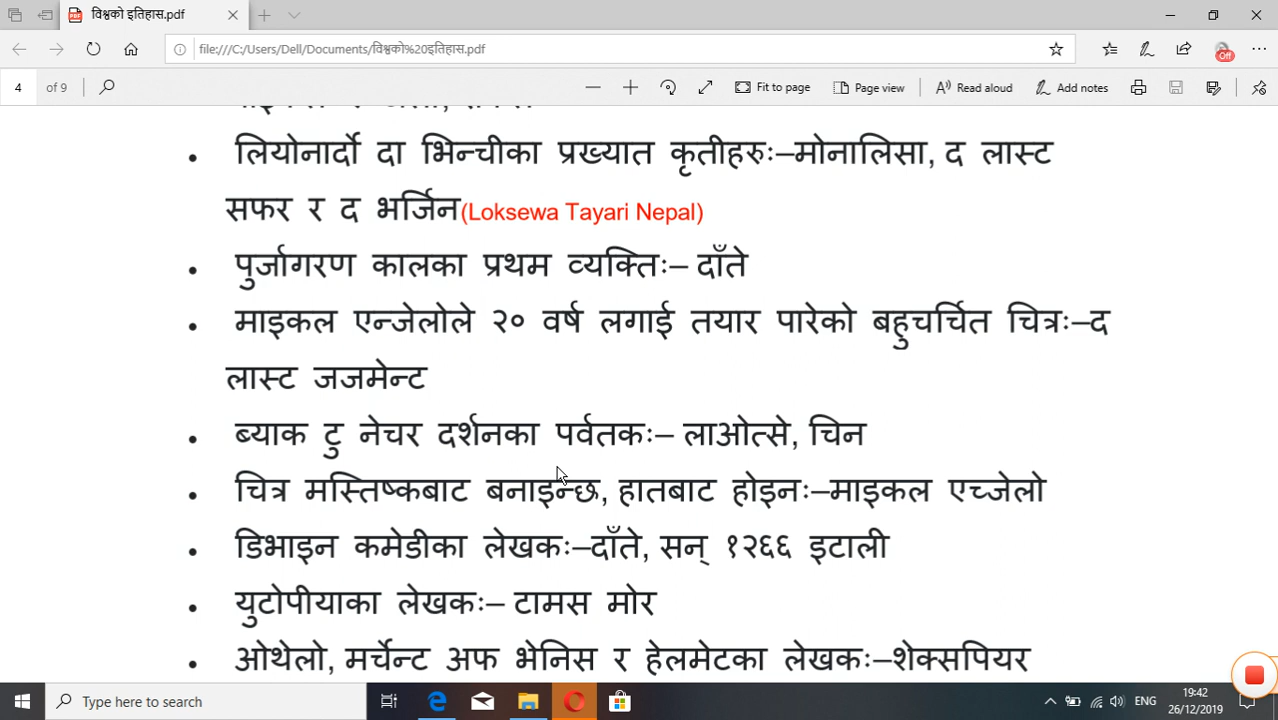 विश्वको इतिहास.pdf
file:///C:/Users/Dell/Documents/विश्वको%20इतिहास.pdf
4 of 9 Fit to page Page view Read aloud Add notes
Off
• लियोनार्दो दा भिन्चीका प्रख्यात कृतीहरुः–मोनालिसा, द लास्ट
सफर र द भर्जिन(Loksewa Tayari Nepal)
• पुर्जागरण कालका प्रथम व्यक्तिः– दाँते
• माइकल एन्जेलोले २० वर्ष लगाई तयार पारेको बहुचर्चित चित्रः–द
लास्ट जजमेन्ट
• ब्याक टु नेचर दर्शनका पर्वतकः– लाओत्से, चिन
• चित्र मस्तिष्कबाट बनाइन्छ, हातबाट होइनः–माइकल एच्जेलो
• डिभाइन कमेडीका लेखकः–दाँते, सन् १२६६ इटाली
• युटोपीयाका लेखकः– टामस मोर
• ओथेलो, मर्चेन्ट अफ भेनिस र हेलमेटका लेखकः–शेक्सपियर
Type here to search
ENG
19:42
26/12/2019